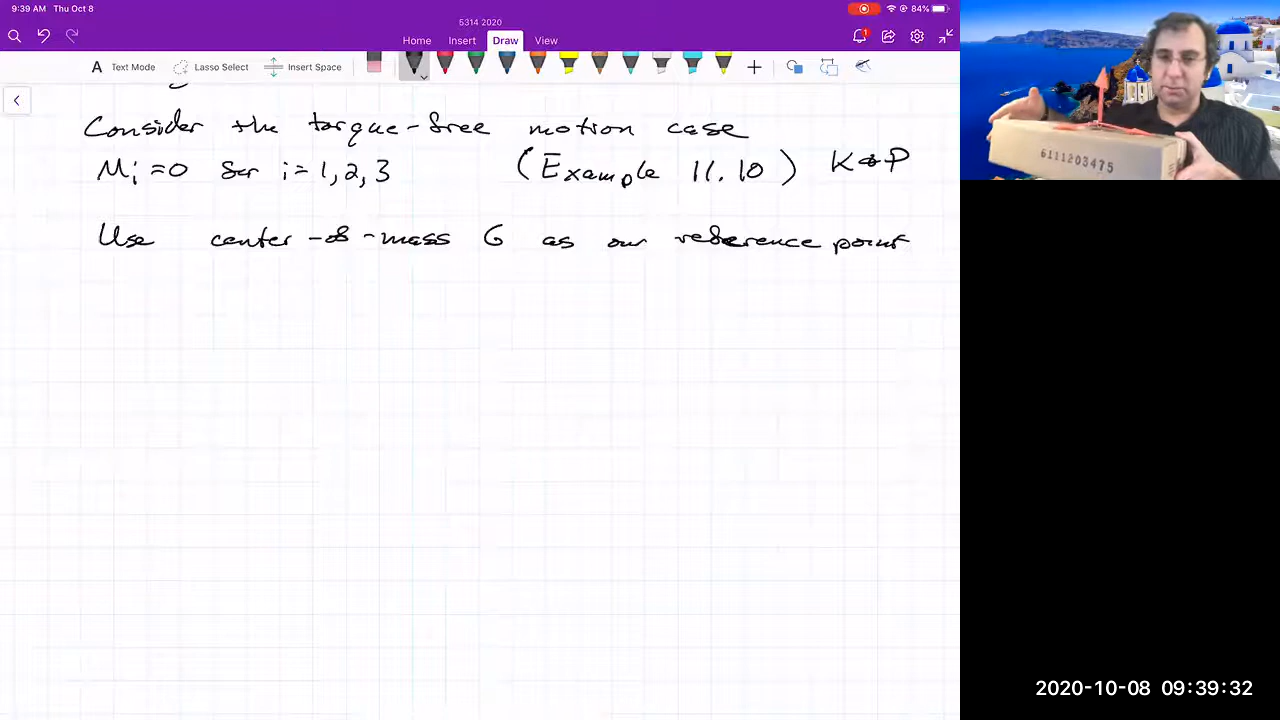 9:39 AM Thu Oct 8
84%
5314 2020
Home Insert Draw View
1
A Text Mode Lasso Select Insert Space
Consider the torque-free motion case
Mi = 0 for i = 1, 2, 3 (Example 11.10) K&P
Use center-of-mass G as our reference point
6111203475
2020-10-08 09:39:32